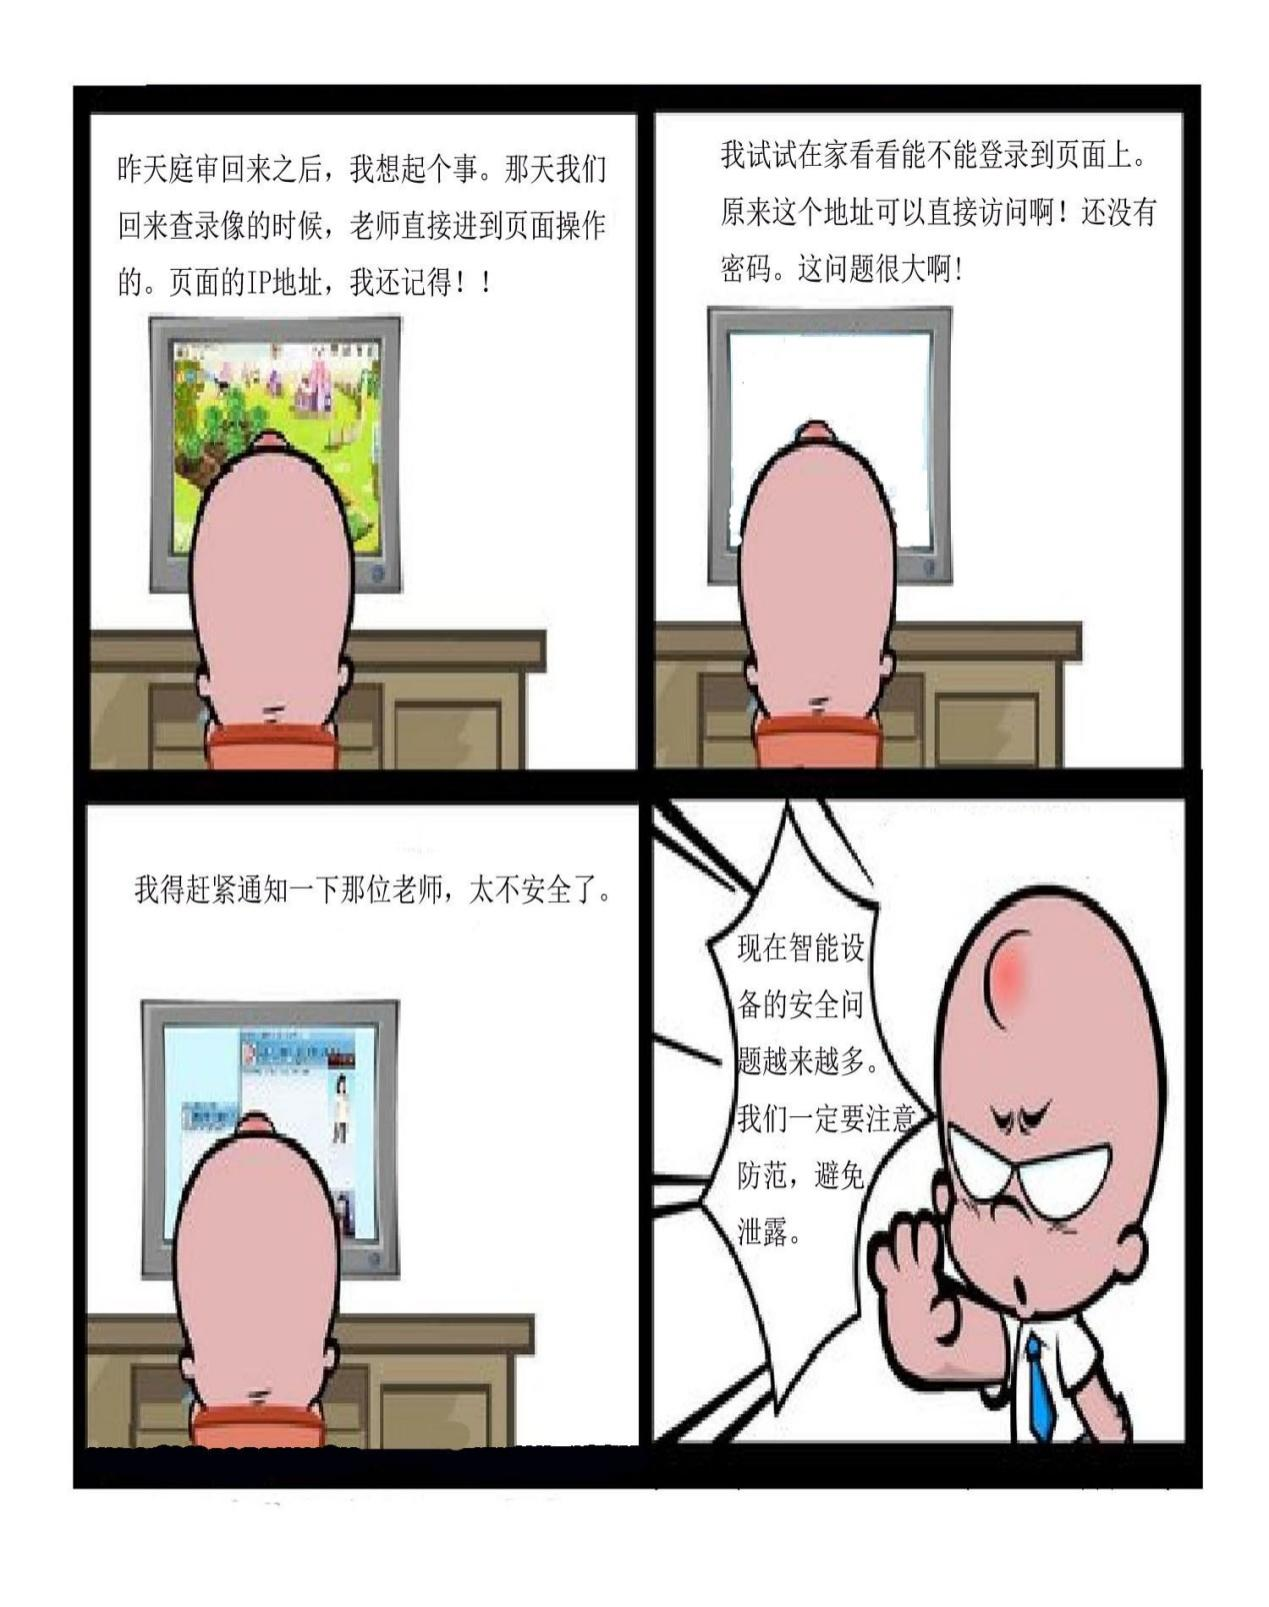 昨天庭审回来之后，我想起个事。那天我们
回来查录像的时候，老师直接进到页面操作
的。页面的IP地址，我还记得！！
我试试在家看看能不能登录到页面上。
原来这个地址可以直接访问啊！还没有
密码。这问题很大啊！
我得赶紧通知一下那位老师，太不安全了。
现在智能设
备的安全问
题越来越多。
我们一定要注意
防范，避免
泄露。